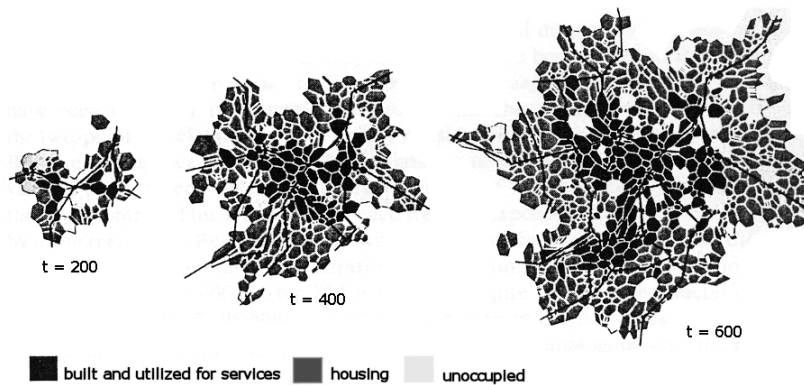 t = 200
t = 400
t = 600
built and utilized for services
housing
unoccupied